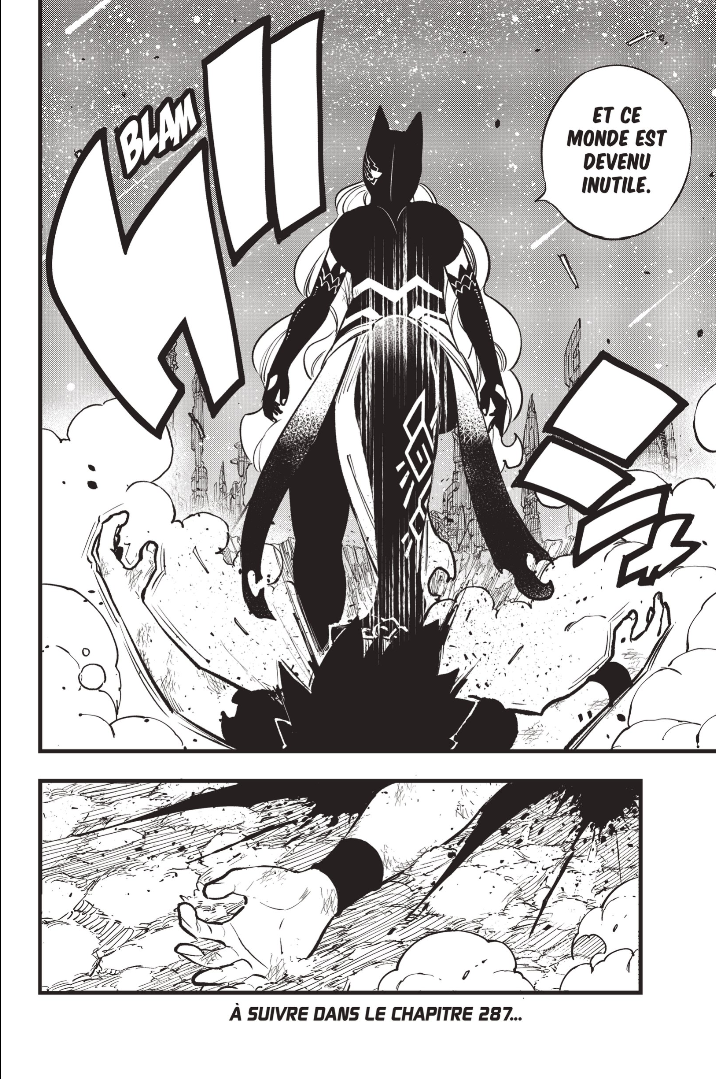 BLAM
ET CE
MONDE EST
DEVENU
INUTILE.
À SUIVRE DANS LE CHAPITRE 287...